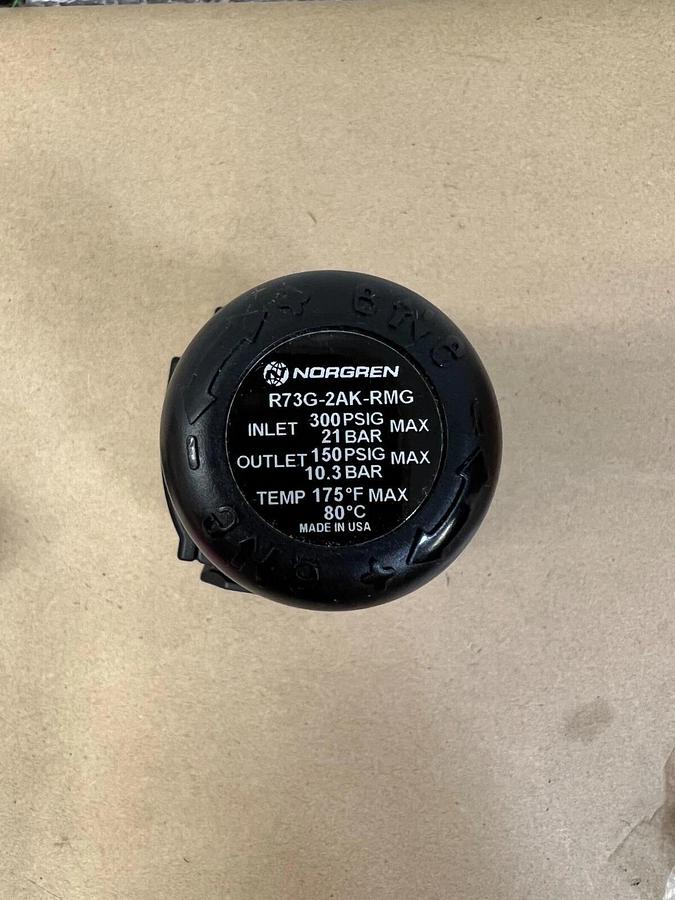 NORGREN
R73G-2AK-RMG
INLET 300 PSIG MAX
21 BAR
OUTLET 150 PSIG MAX
10.3 BAR
TEMP 175°F MAX
80°C
MADE IN USA